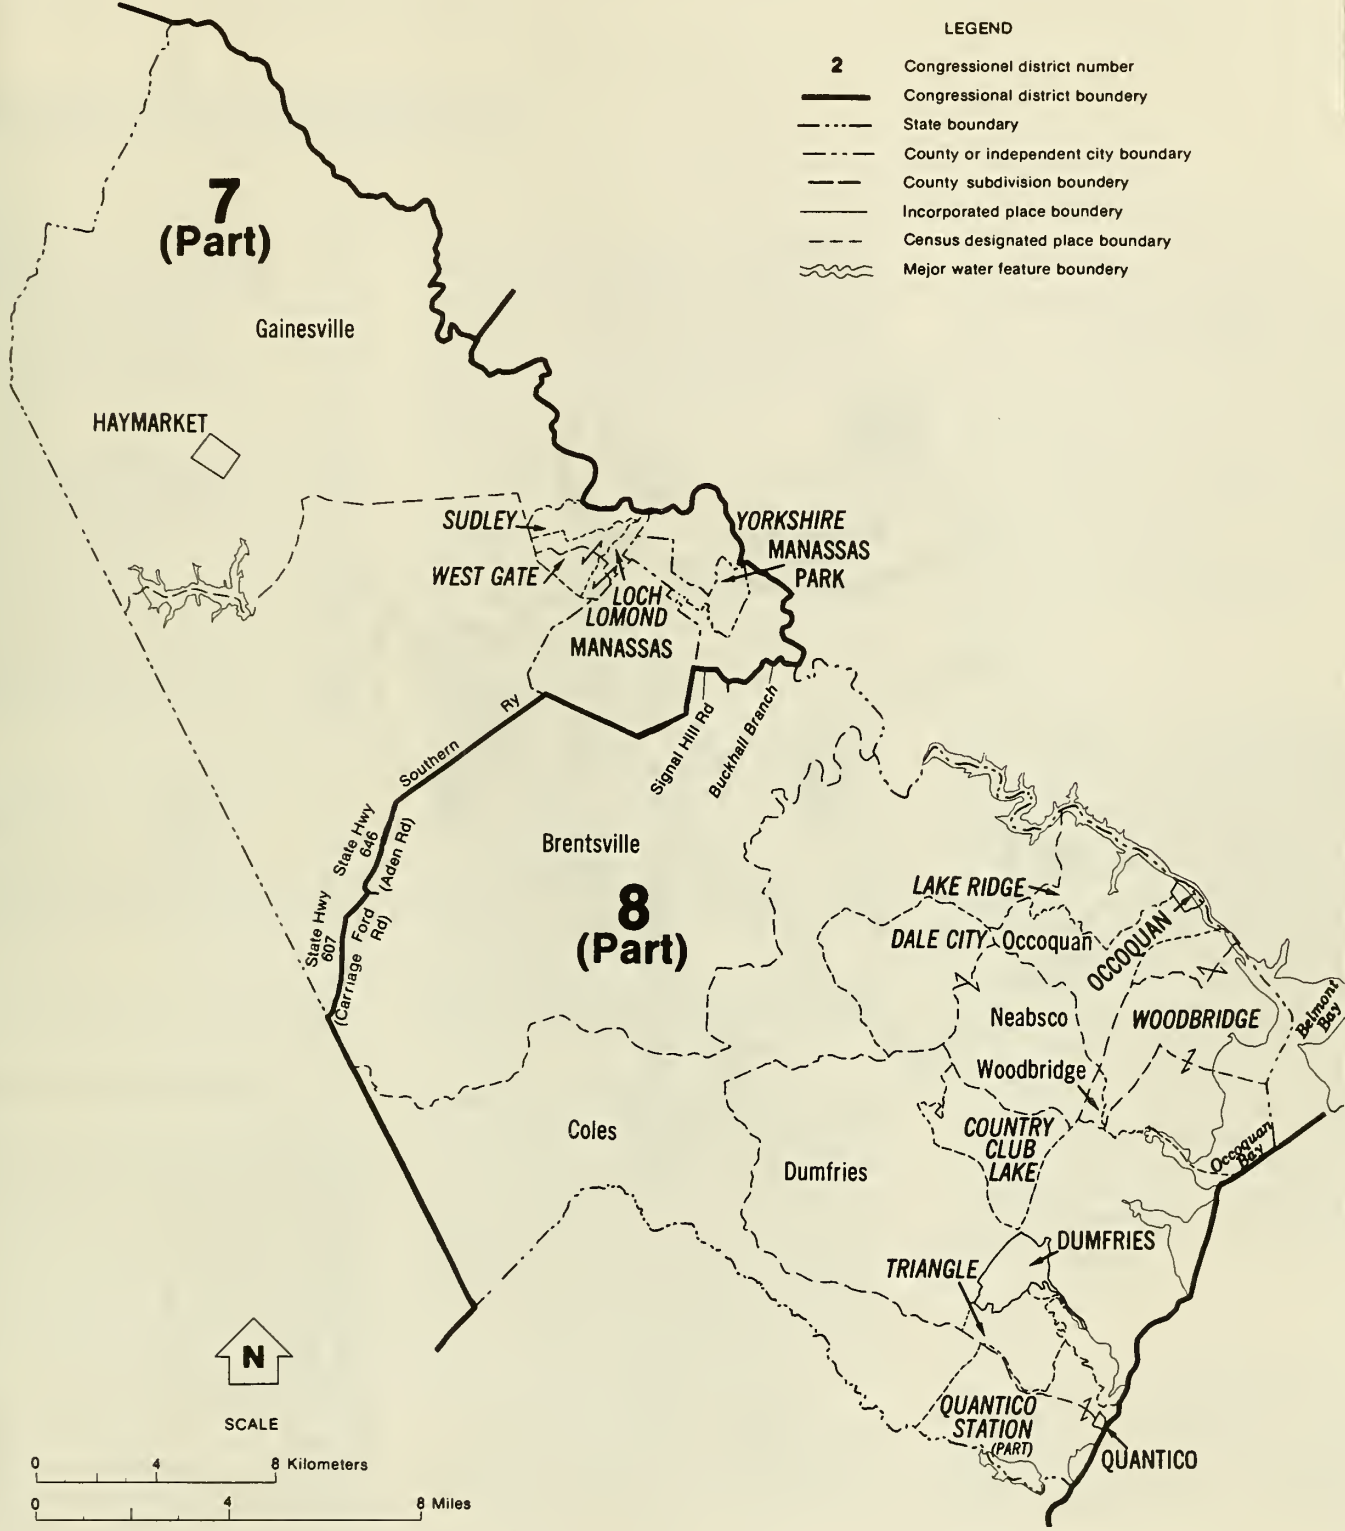 LEGEND
2 Congressionel district number
Congressional district boundary
State boundary
County or independent city boundary
County subdivision boundery
Incorporated place boundary
Census designated place boundary
Mejor water feature boundery
7
(Part)
Gainesville
HAYMARKET
SUDLEY
YORKSHIRE
MANASSAS
PARK
WEST GATE
LOCH
LOMOND
MANASSAS
Southern Ry
Signal Hill Rd
Buckhall Branch
State Hwy
646
(Aden Rd)
State Hwy
607
(Carriage Ford
Rd)
Brentsville
8
(Part)
LAKE RIDGE
DALE CITY
Occoquan
OCCOQUAN
Neabsco
WOODBRIDGE
Belmont
Bay
Woodbridge
COUNTRY
CLUB
LAKE
Occoquan
Bay
Coles
Dumfries
DUMFRIES
TRIANGLE
QUANTICO
STATION
(PART)
QUANTICO
N
SCALE
0 4 8 Kilometers
0 4 8 Miles